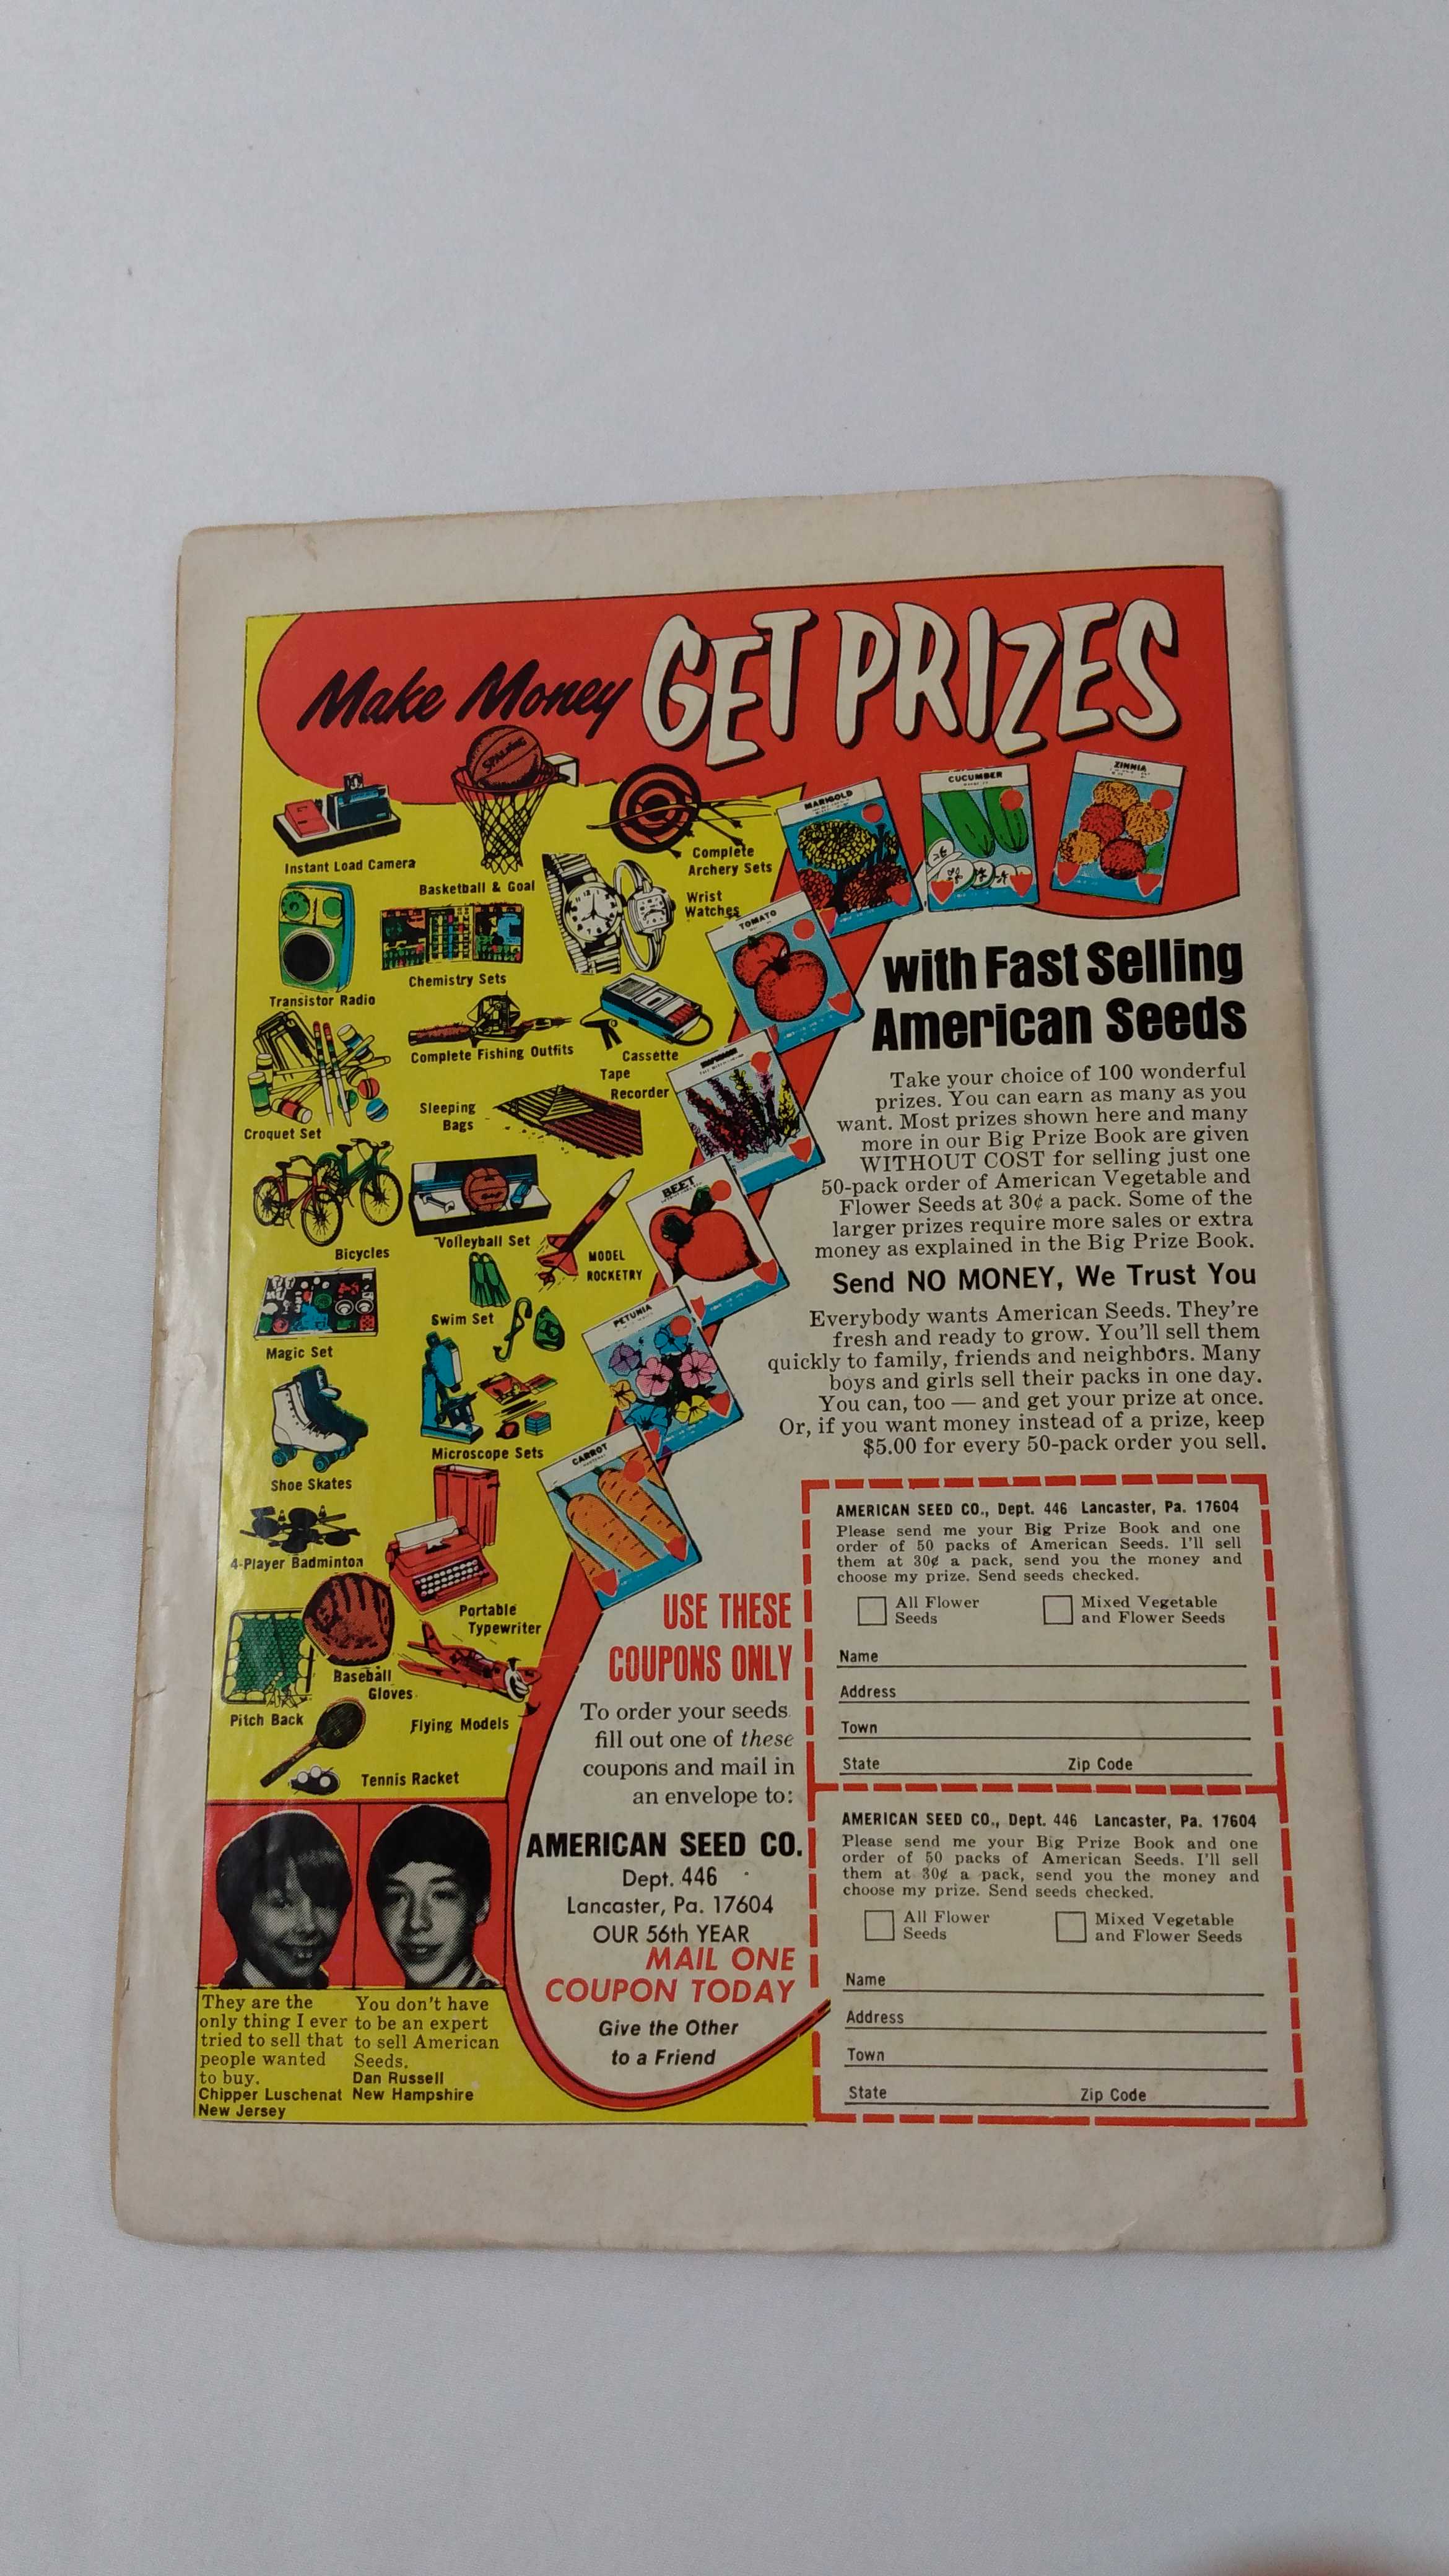 Make Money GET PRIZES
SPALDING
Instant Load Camera
Basketball & Goal
Complete
Archery Sets
Wrist
Watches
Transistor Radio
Chemistry Sets
Complete Fishing Outfits
Cassette
Tape
Recorder
Croquet Set
Sleeping
Bags
Bicycles
Volleyball Set
MODEL
ROCKETRY
Magic Set
Swim Set
Shoe Skates
Microscope Sets
4-Player Badminton
Portable
Typewriter
Baseball
Gloves
Pitch Back
Flying Models
Tennis Racket
ZINNIA
CUCUMBER
MARIGOLD
TOMATO
BEET
PETUNIA
CARROT
with Fast Selling
American Seeds
Take your choice of 100 wonderful
prizes. You can earn as many as you
want. Most prizes shown here and many
more in our Big Prize Book are given
WITHOUT COST for selling just one
50-pack order of American Vegetable and
Flower Seeds at 30¢ a pack. Some of the
larger prizes require more sales or extra
money as explained in the Big Prize Book.
Send NO MONEY, We Trust You
Everybody wants American Seeds. They're
fresh and ready to grow. You'll sell them
quickly to family, friends and neighbors. Many
boys and girls sell their packs in one day.
You can, too — and get your prize at once.
Or, if you want money instead of a prize, keep
$5.00 for every 50-pack order you sell.
USE THESE
COUPONS ONLY
To order your seeds
fill out one of these
coupons and mail in
an envelope to:
AMERICAN SEED CO.
Dept. 446
Lancaster, Pa. 17604
OUR 56th YEAR
MAIL ONE
COUPON TODAY
Give the Other
to a Friend
AMERICAN SEED CO., Dept. 446 Lancaster, Pa. 17604
Please send me your Big Prize Book and one
order of 50 packs of American Seeds. I'll sell
them at 30¢ a pack, send you the money and
choose my prize. Send seeds checked.
All Flower
Seeds
Mixed Vegetable
and Flower Seeds
Name
Address
Town
State Zip Code
AMERICAN SEED CO., Dept. 446 Lancaster, Pa. 17604
Please send me your Big Prize Book and one
order of 50 packs of American Seeds. I'll sell
them at 30¢ a pack, send you the money and
choose my prize. Send seeds checked.
All Flower
Seeds
Mixed Vegetable
and Flower Seeds
Name
Address
Town
State Zip Code
They are the
only thing I ever
tried to sell that
people wanted
to buy.
Chipper Luschenat
New Jersey
You don't have
to be an expert
to sell American
Seeds.
Dan Russell
New Hampshire